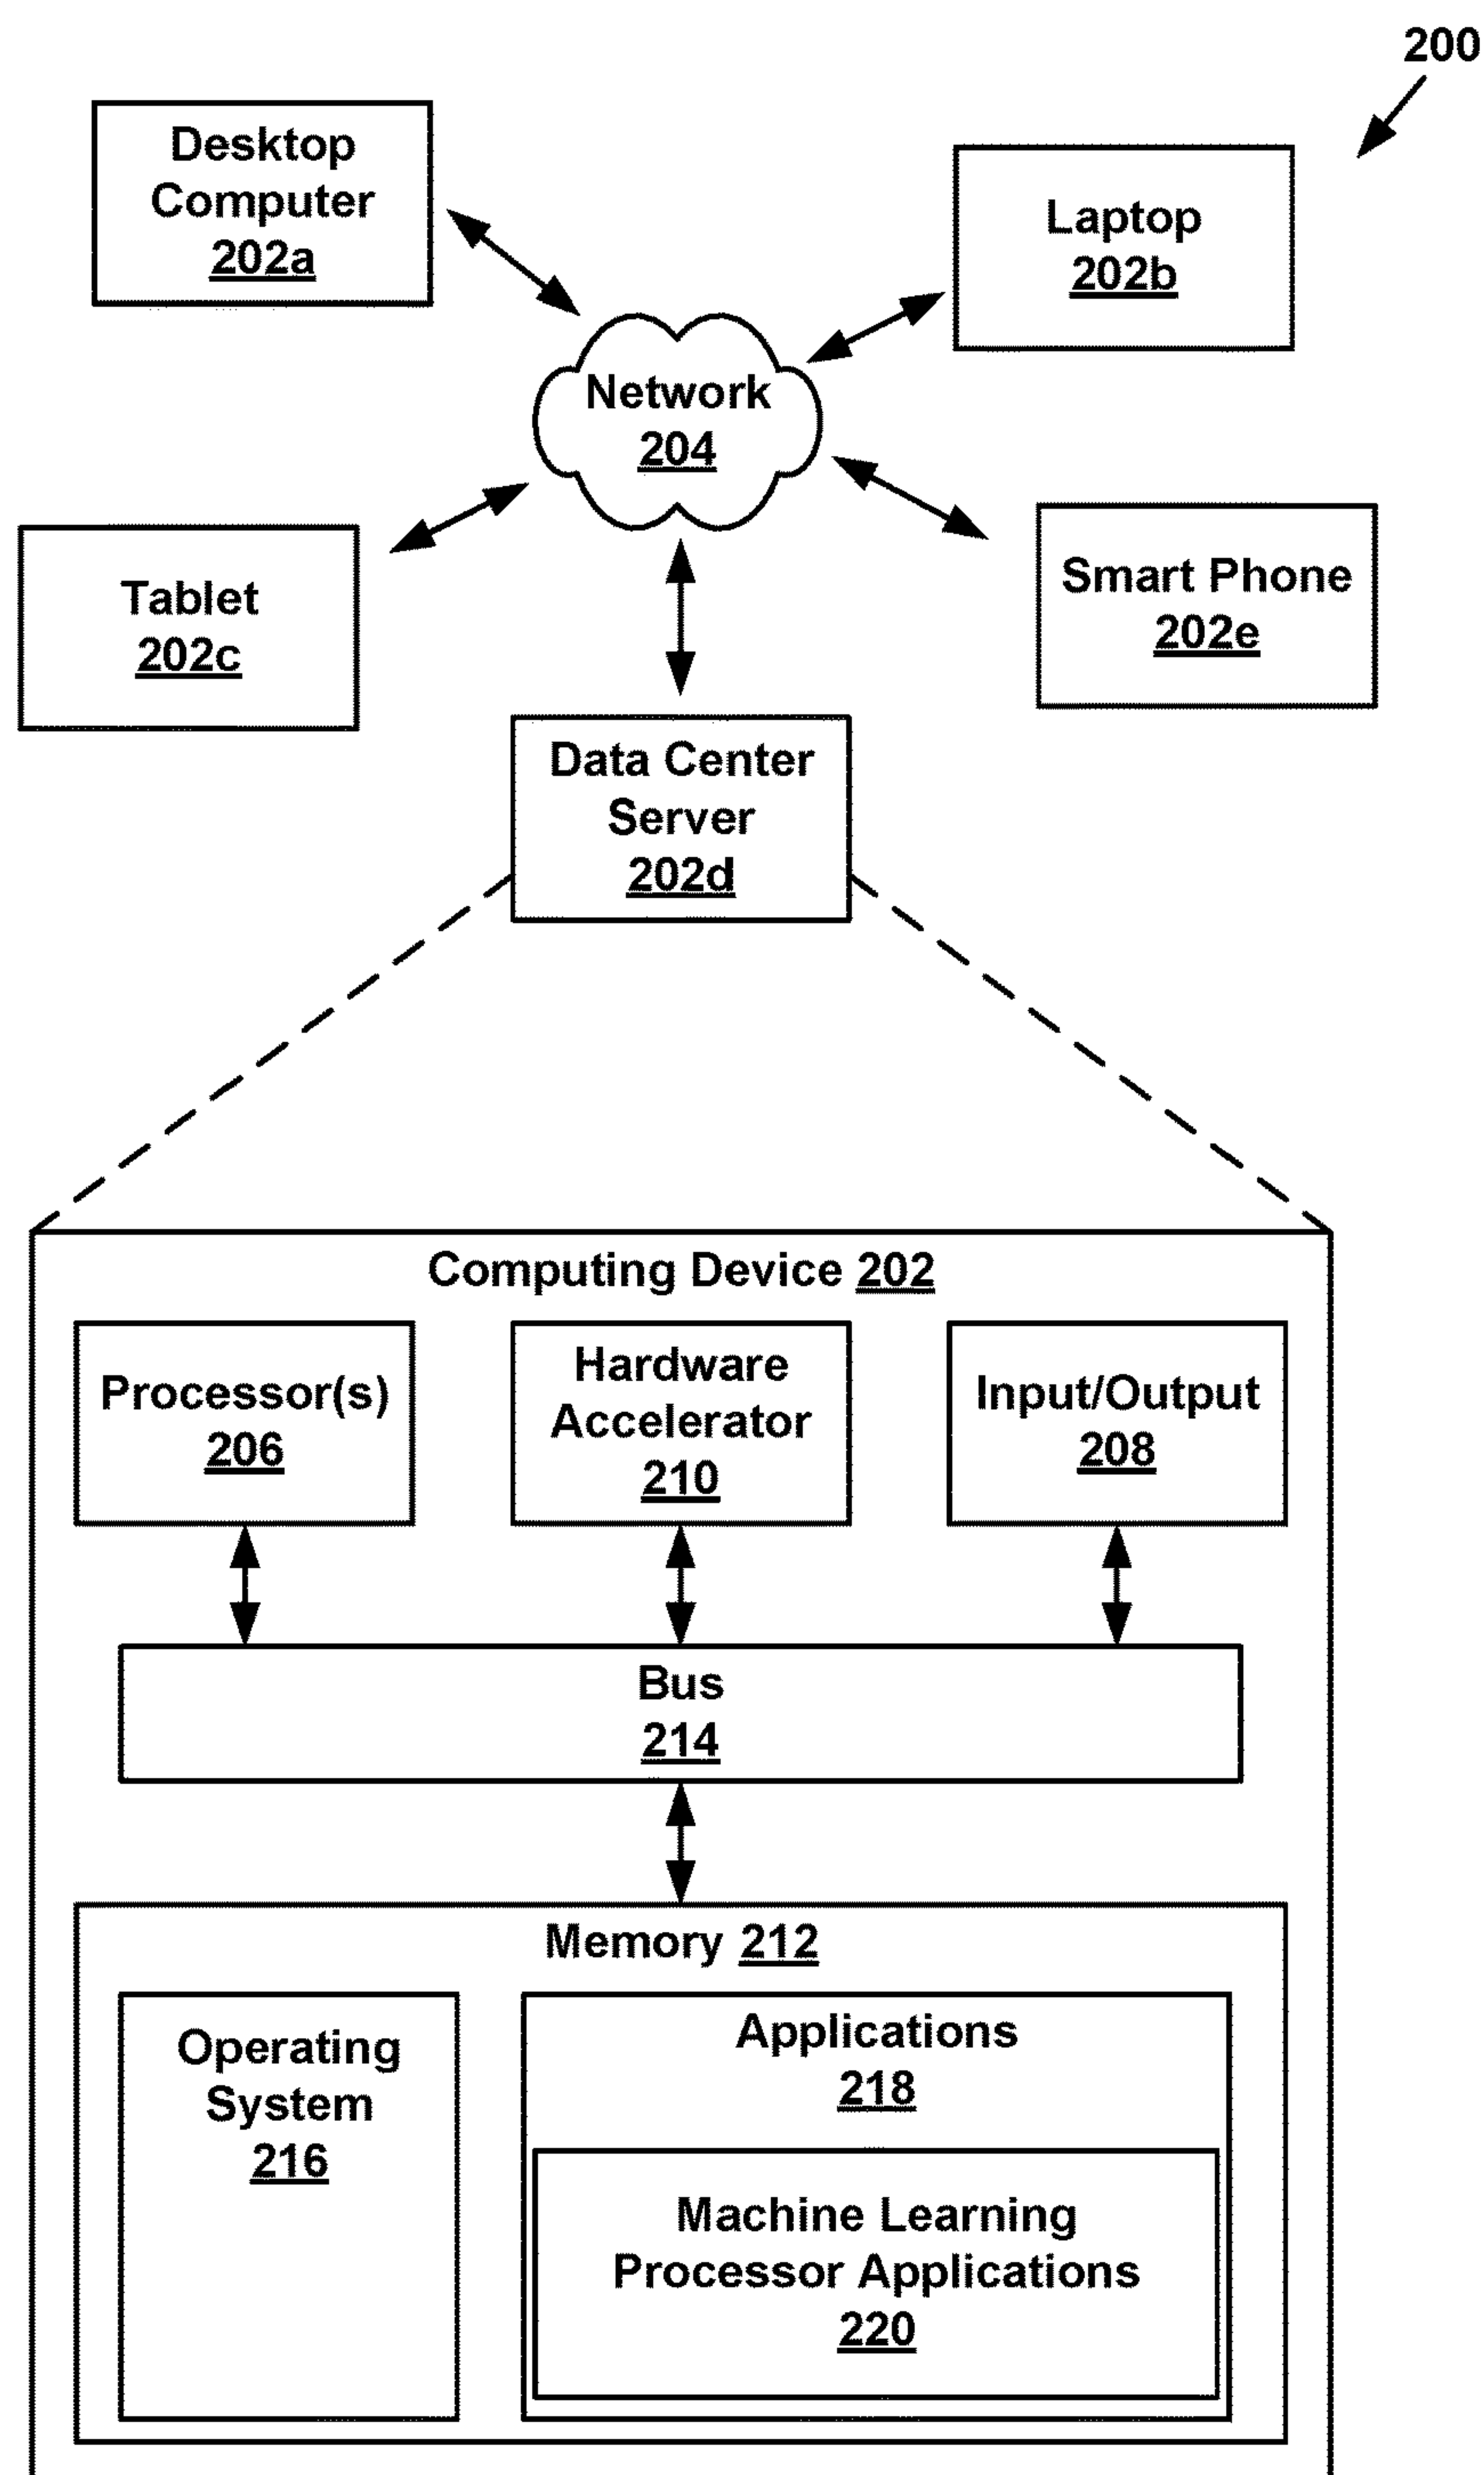 200
Desktop
Computer
202a
Laptop
202b
Network
204
Tablet
202c
Smart Phone
202e
Data Center
Server
202d
Computing Device 202
Processor(s)
206
Hardware
Accelerator
210
Input/Output
208
Bus
214
Memory 212
Operating
System
216
Applications
218
Machine Learning
Processor Applications
220